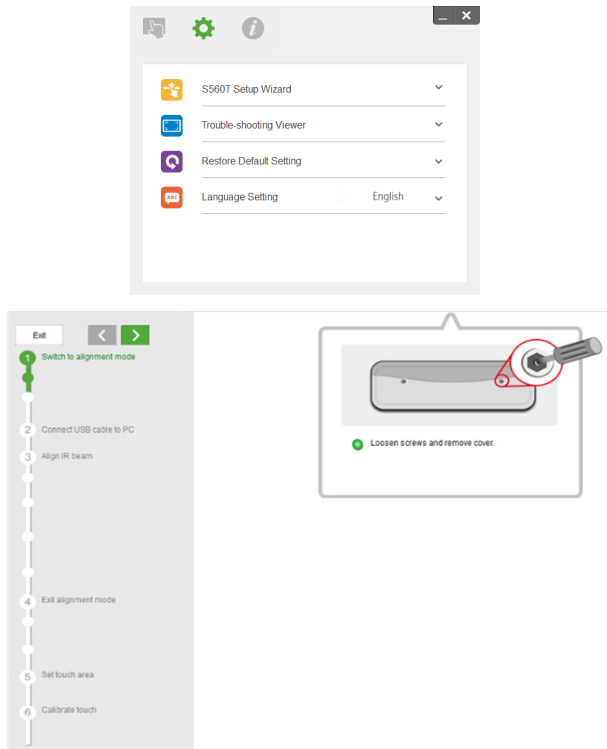 S560T Setup Wizard
Trouble-shooting Viewer
Restore Default Setting
ABC
Language Setting English
Exit
1 Switch to alignment mode
2 Connect USB cable to PC
3 Align IR beam
4 Exit alignment mode
5 Set touch area
6 Calibrate touch
Loosen screws and remove cover.